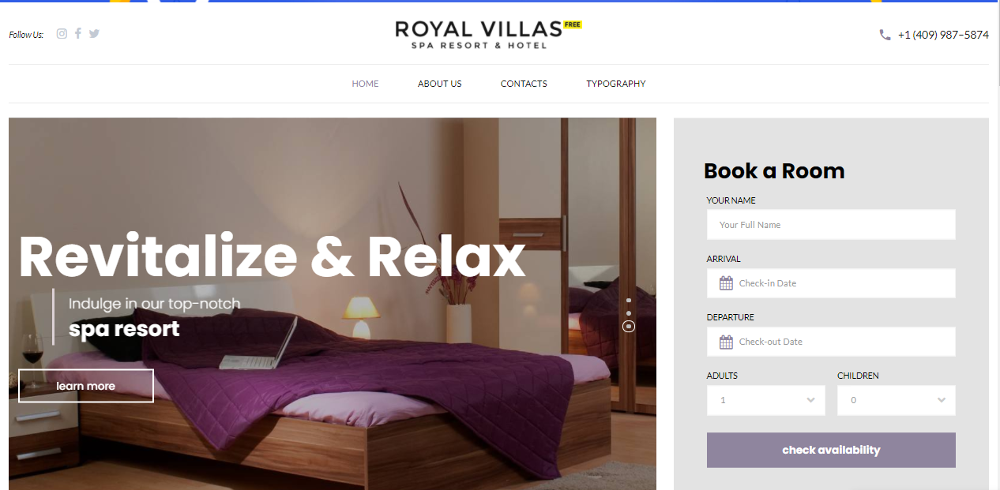 Follow Us:
ROYAL VILLAS FREE
SPA RESORT & HOTEL
+1 (409) 987-5874
HOME ABOUT US CONTACTS TYPOGRAPHY
Revitalize & Relax
Indulge in our top-notch
spa resort
learn more
Book a Room
YOUR NAME
Your Full Name
ARRIVAL
Check-in Date
DEPARTURE
Check-out Date
ADULTS CHILDREN
1 0
check availability